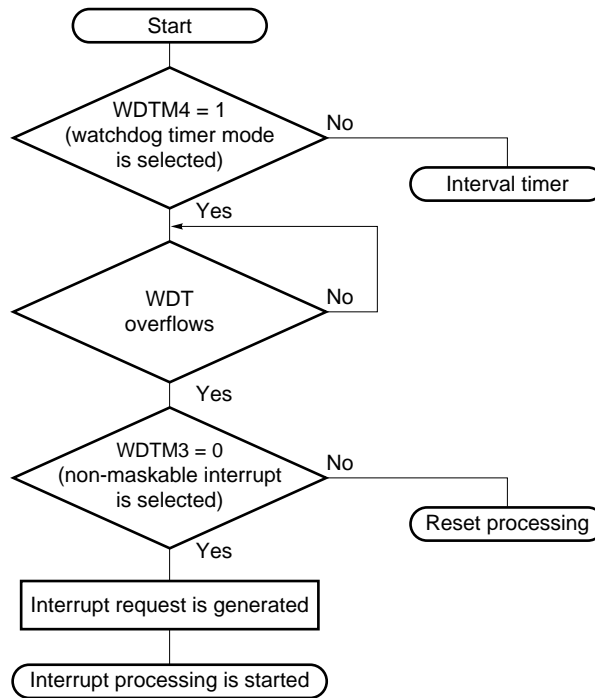 Start
WDTM4 = 1
(watchdog timer mode
is selected)
No
Interval timer
Yes
WDT
overflows
No
Yes
WDTM3 = 0
(non-maskable interrupt
is selected)
No
Reset processing
Yes
Interrupt request is generated
Interrupt processing is started